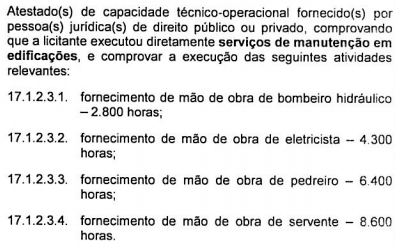 Atestado(s) de capacidade técnico-operacional fornecido(s) por
pessoa(s) jurídica(s) de direito público ou privado, comprovando
que a licitante executou diretamente serviços de manutenção em
edificações, e comprovar a execução das seguintes atividades
relevantes:
17.1.2.3.1. fornecimento de mão de obra de bombeiro hidráulico
– 2.800 horas;
17.1.2.3.2. fornecimento de mão de obra de eletricista – 4.300
horas;
17.1.2.3.3. fornecimento de mão de obra de pedreiro – 6.400
horas;
17.1.2.3.4. fornecimento de mão de obra de servente – 8.600
horas.